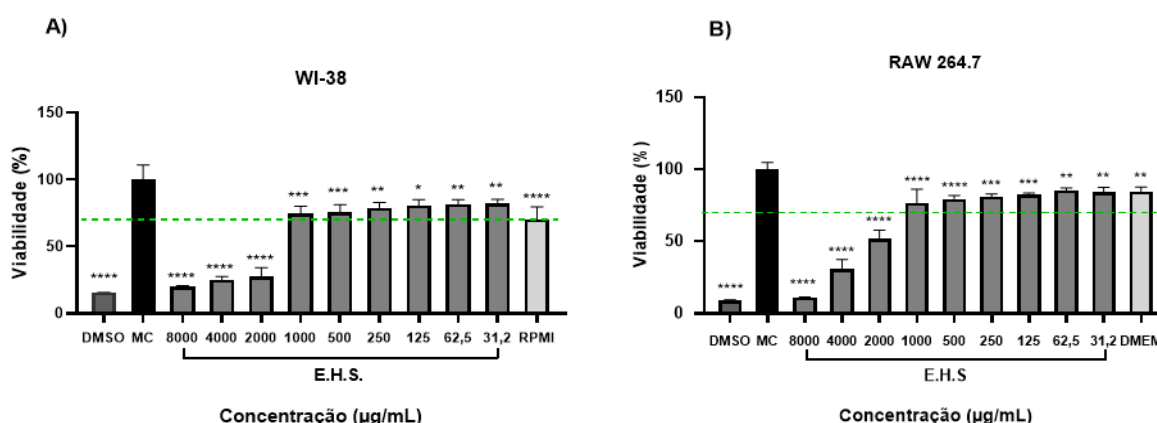 A)
WI-38
Viabilidade (%)
150
100
50
0
**** **** **** **** *** *** ** * ** ** ****
DMSO MC 8000 4000 2000 1000 500 250 125 62,5 31,2 RPMI
E.H.S.
Concentração (µg/mL)
B)
RAW 264.7
Viabilidade (%)
150
100
50
0
**** **** **** **** **** **** *** *** ** ** **
DMSO MC 8000 4000 2000 1000 500 250 125 62,5 31,2 DMEM
E.H.S
Concentração (µg/mL)